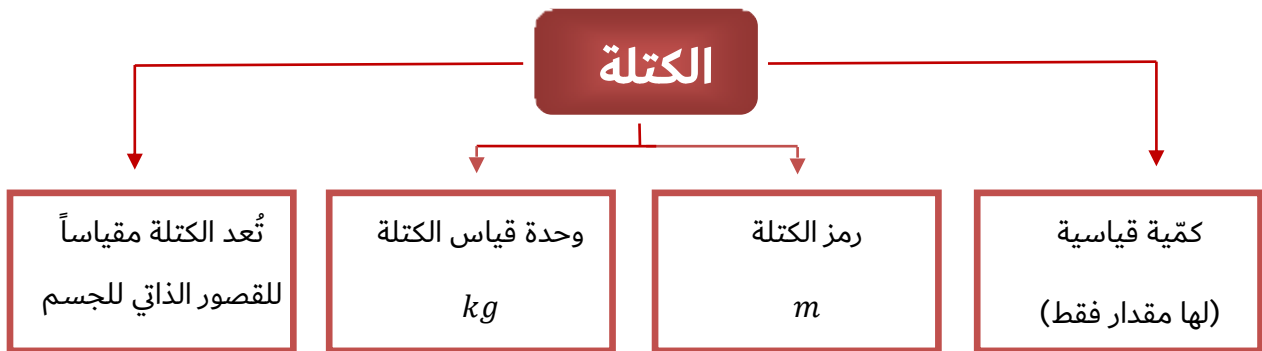 الكتلة
كمّية قياسية
(لها مقدار فقط)
رمز الكتلة
m
وحدة قياس الكتلة
kg
تُعد الكتلة مقياساً
للقصور الذاتي للجسم